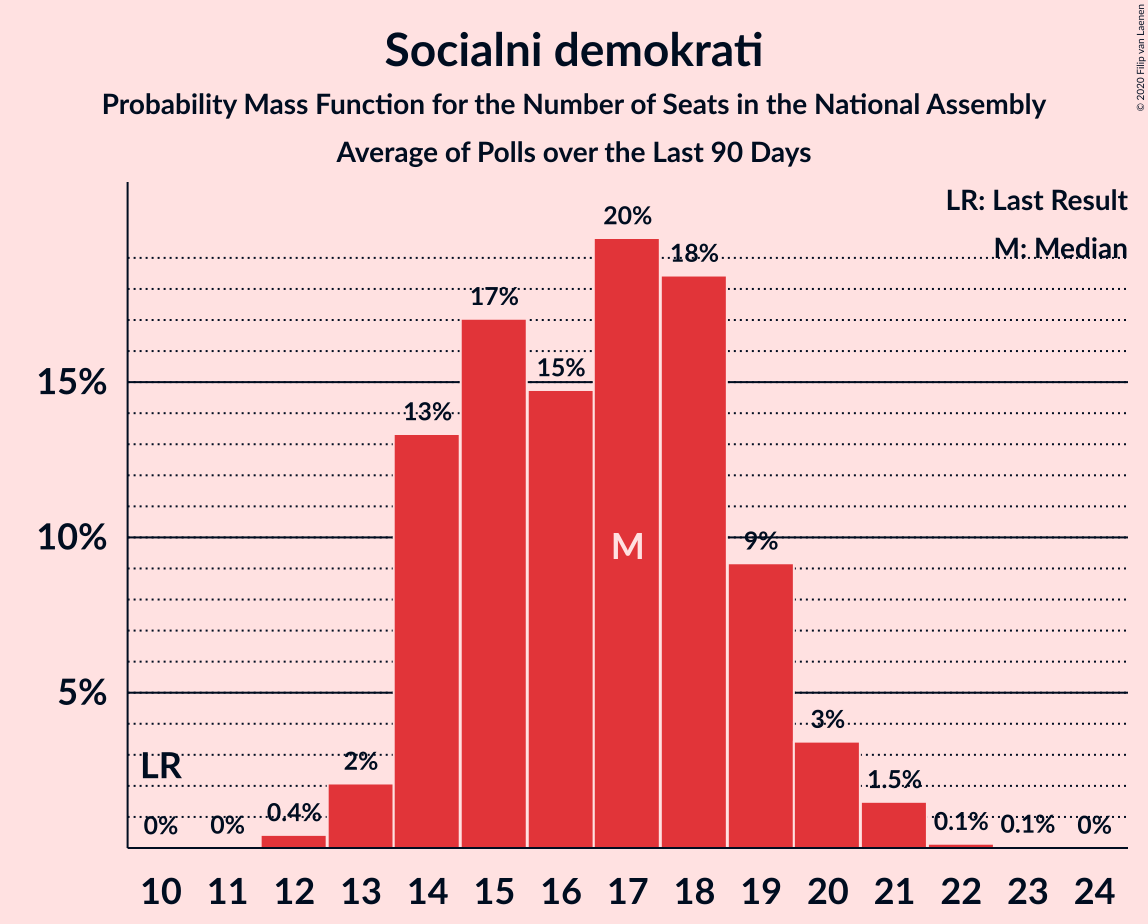 Socialni demokrati
Probability Mass Function for the Number of Seats in the National Assembly
Average of Polls over the Last 90 Days
© 2020 Filip van Laenen
LR: Last Result
M: Median
20%
18%
17%
15%
15%
13%
10%
M
9%
5%
3%
LR
2%
1.5%
0.4%
0%
0%
0.1%
0.1%
0%
10 11 12 13 14 15 16 17 18 19 20 21 22 23 24